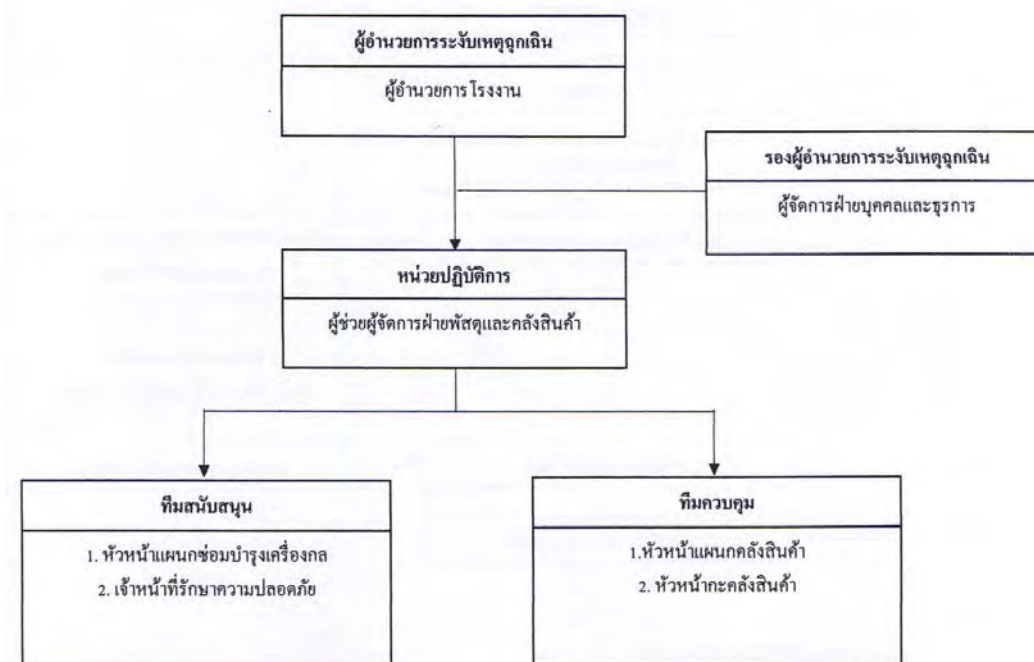 ผู้อำนวยการระงับเหตุฉุกเฉิน
ผู้อำนวยการโรงงาน
รองผู้อำนวยการระงับเหตุฉุกเฉิน
ผู้จัดการฝ่ายบุคคลและธุรการ
หน่วยปฏิบัติการ
ผู้ช่วยผู้จัดการฝ่ายพัสดุและคลังสินค้า
ทีมสนับสนุน
1. หัวหน้าแผนกซ่อมบำรุงเครื่องกล
2. เจ้าหน้าที่รักษาความปลอดภัย
ทีมควบคุม
1.หัวหน้าแผนกคลังสินค้า
2. หัวหน้ากะคลังสินค้า